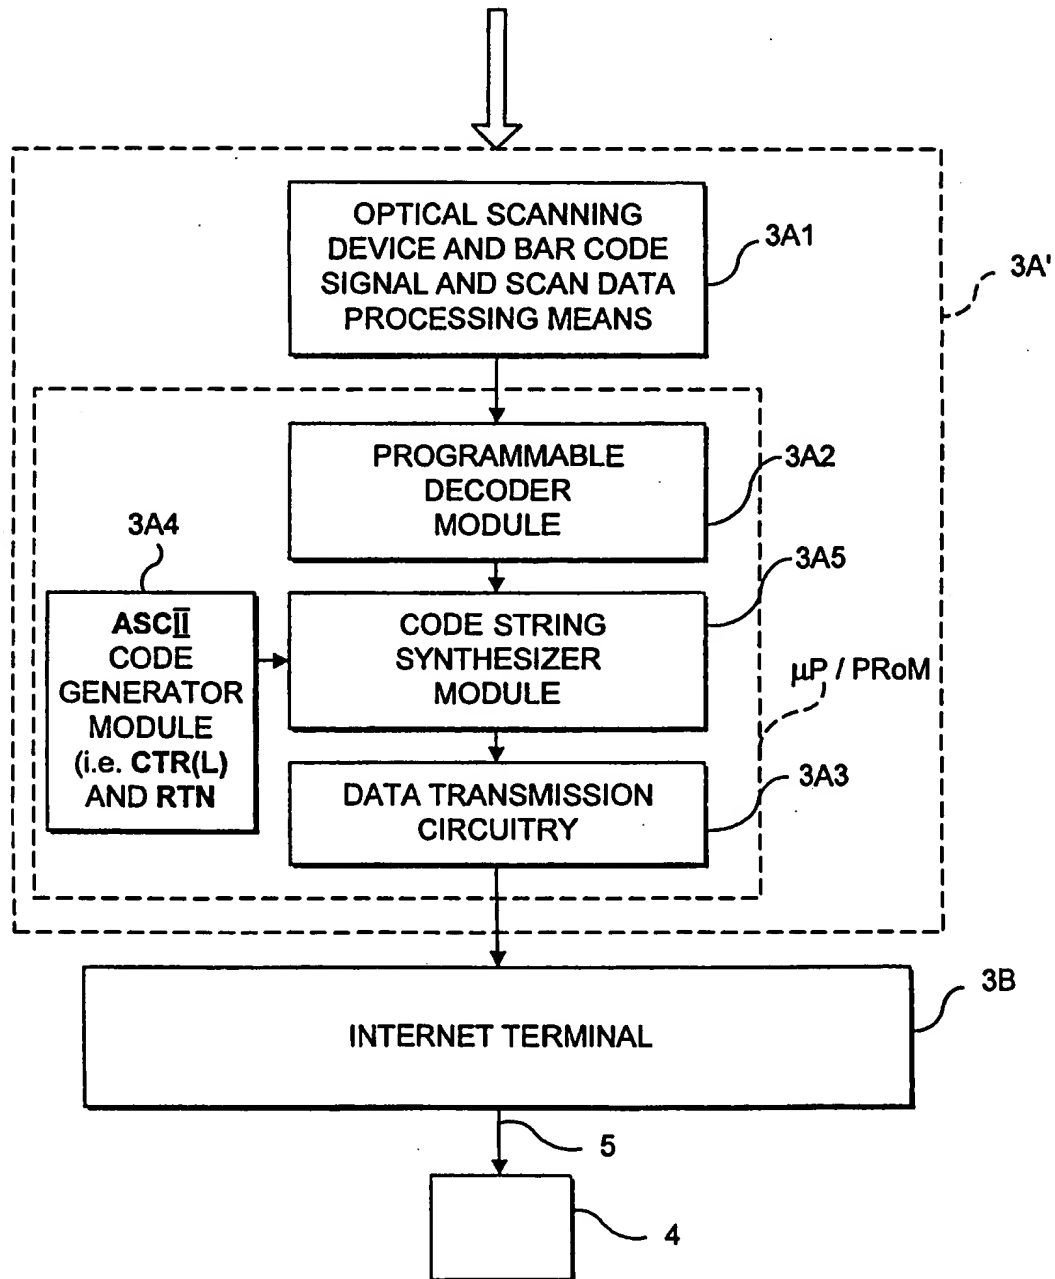 OPTICAL SCANNING
DEVICE AND BAR CODE
SIGNAL AND SCAN DATA
PROCESSING MEANS
3A1
3A'
PROGRAMMABLE
DECODER
MODULE
3A2
3A4
ASCII
CODE
GENERATOR
MODULE
(i.e. CTR(L)
AND RTN
CODE STRING
SYNTHESIZER
MODULE
3A5
μP / PRoM
DATA TRANSMISSION
CIRCUITRY
3A3
INTERNET TERMINAL
3B
5
4